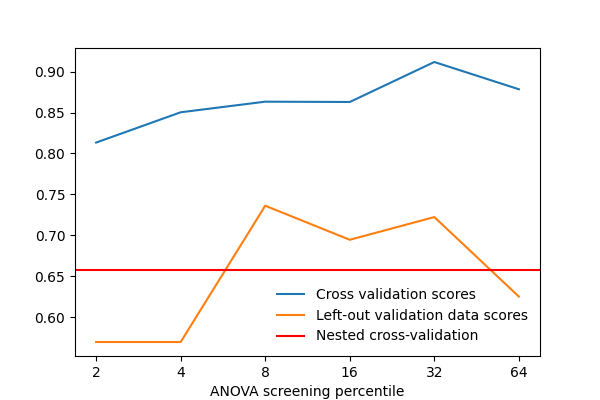 0.90
0.85
0.80
0.75
0.70
0.65
0.60
Cross validation scores
Left-out validation data scores
Nested cross-validation
2 4 8 16 32 64
ANOVA screening percentile